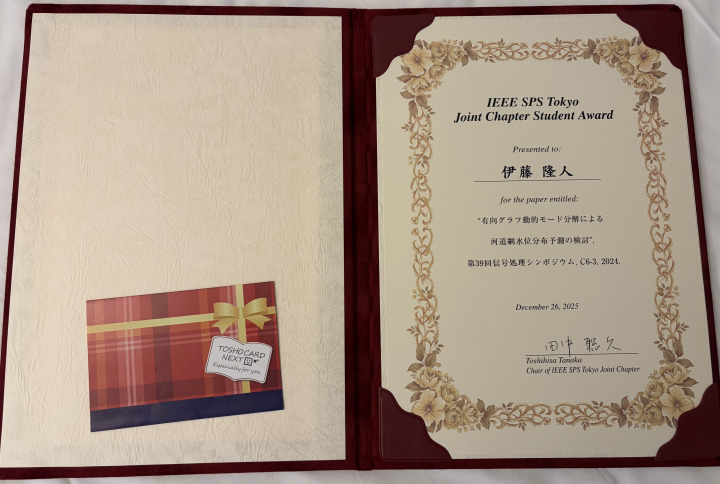 TOSHO CARD
NEXT
Especially for you
IEEE SPS Tokyo
Joint Chapter Student Award
Presented to:
伊藤 隆人
for the paper entitled:
“有向グラフ動的モード分解による
河道網水位分布予測の検討”,
第39回信号処理シンポジウム, C6-3, 2024.
December 26, 2025
田中 聡久
Toshihisa Tanaka
Chair of IEEE SPS Tokyo Joint Chapter